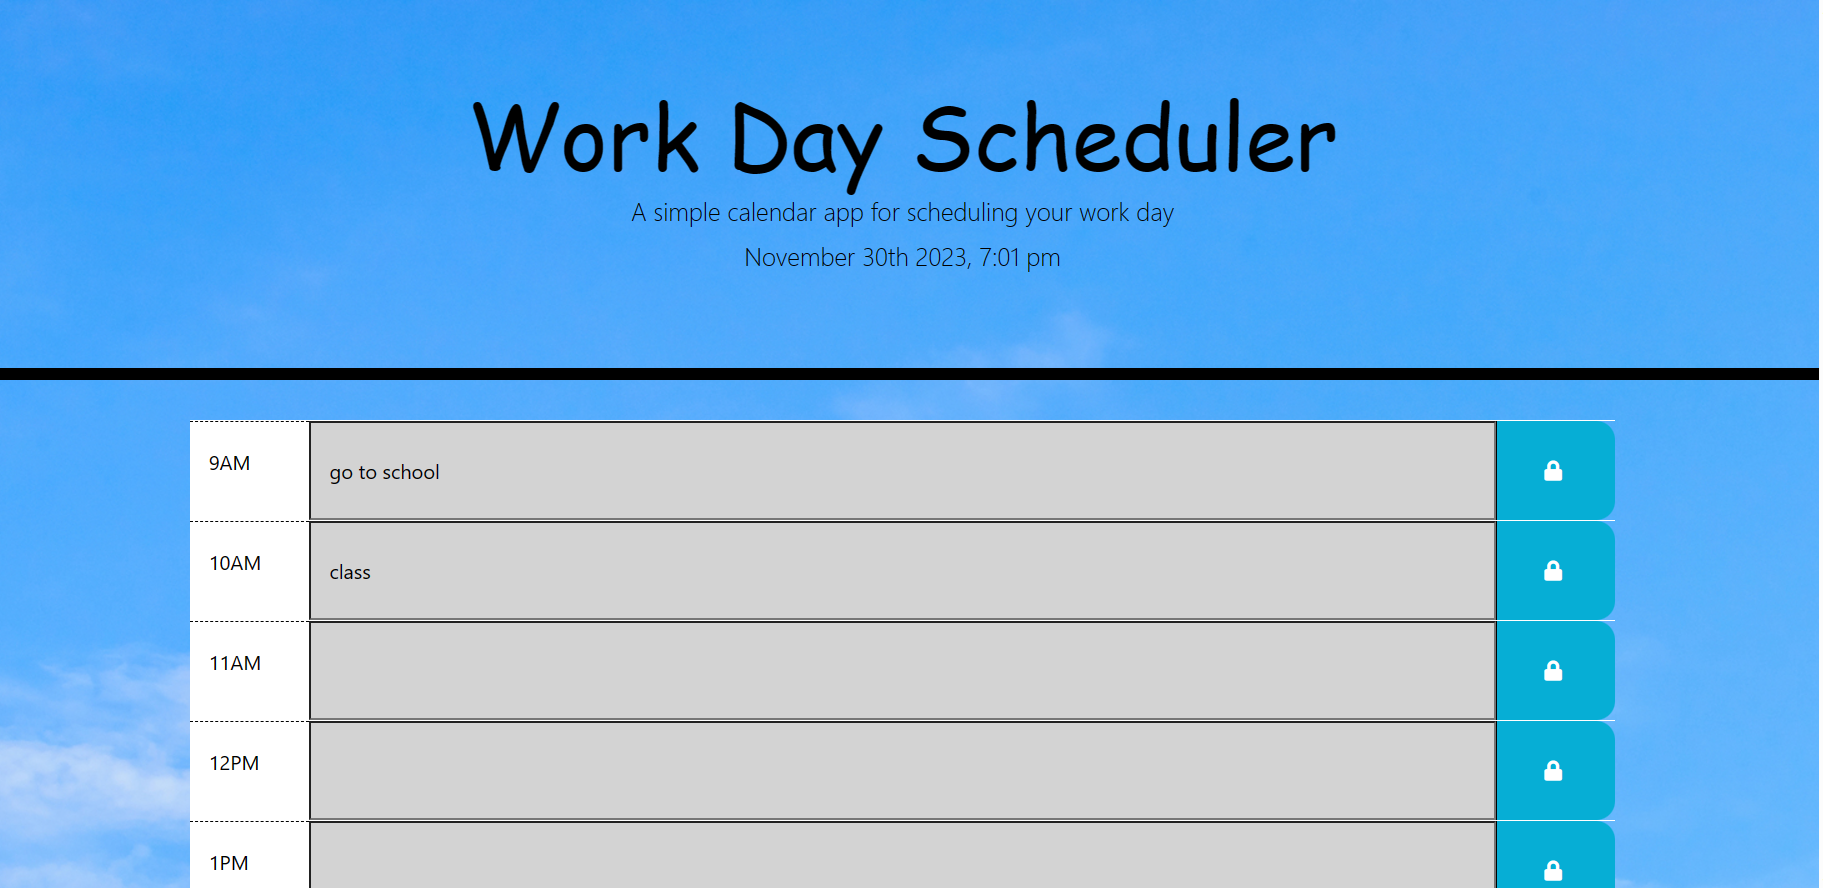 Work Day Scheduler
A simple calendar app for scheduling your work day
November 30th 2023, 7:01 pm
9AM
go to school
10AM
class
11AM
12PM
1PM